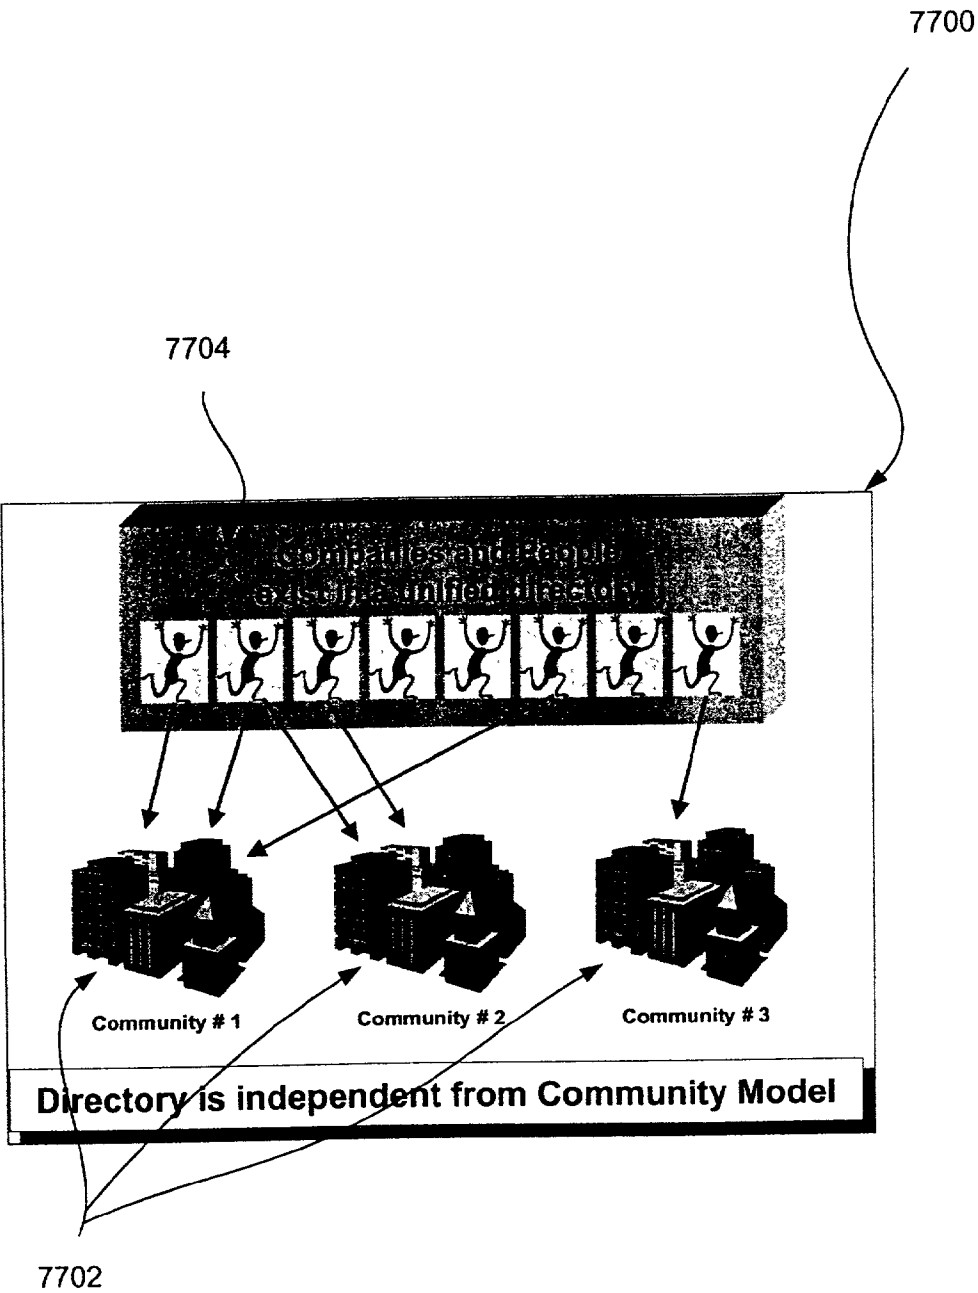 7700
7704
Companies and People
exist in a unified directory
Community # 1
Community # 2
Community # 3
Directory is independent from Community Model
7702